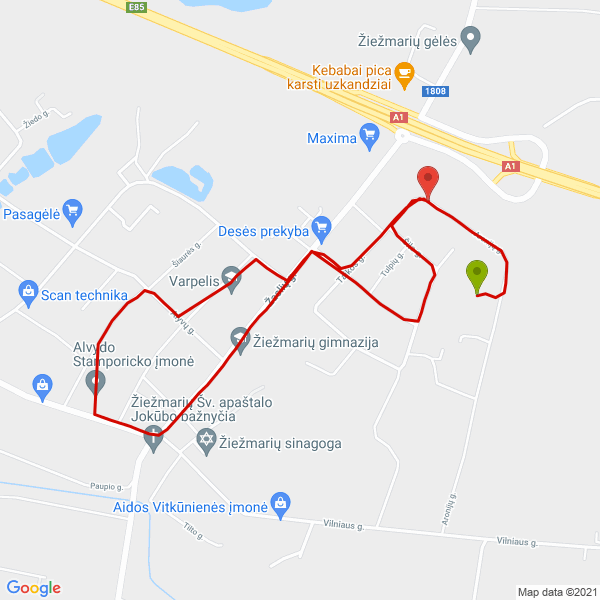 E85
Žiežmarių gėlės
Kebabai pica
karsti uzkandziai
1808
A1
Maxima
A1
Žiedo g.
Pasagėlė
Desės prekyba
Šiaurės g.
Žilo g.
Tulpių g.
Varpelis
Scan technika
Žaslių g.
Žiežmarių gimnazija
Alvydo
Stamporicko įmonė
Žiežmarių Šv. apaštalo
Jokūbo bažnyčia
Žiežmarių sinagoga
Paupio g.
Aidos Vitkūnienės įmonė
Aronijų g.
Vilniaus g.
Tilto g.
Vilniaus g.
Google
Map data ©2021